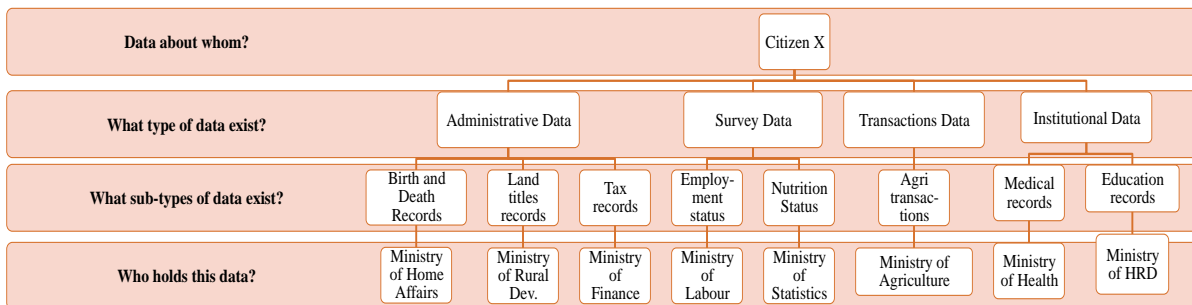 Data about whom?
Citizen X
What type of data exist?
Administrative Data
Survey Data
Transactions Data
Institutional Data
What sub-types of data exist?
Birth and
Death
Records
Land
titles
records
Tax
records
Employ-
ment
status
Nutrition
Status
Agri
transac-
tions
Medical
records
Education
records
Who holds this data?
Ministry
of Home
Affairs
Ministry
of Rural
Dev.
Ministry
of
Finance
Ministry
of
Labour
Ministry
of
Statistics
Ministry of
Agriculture
Ministry
of Health
Ministry
of HRD